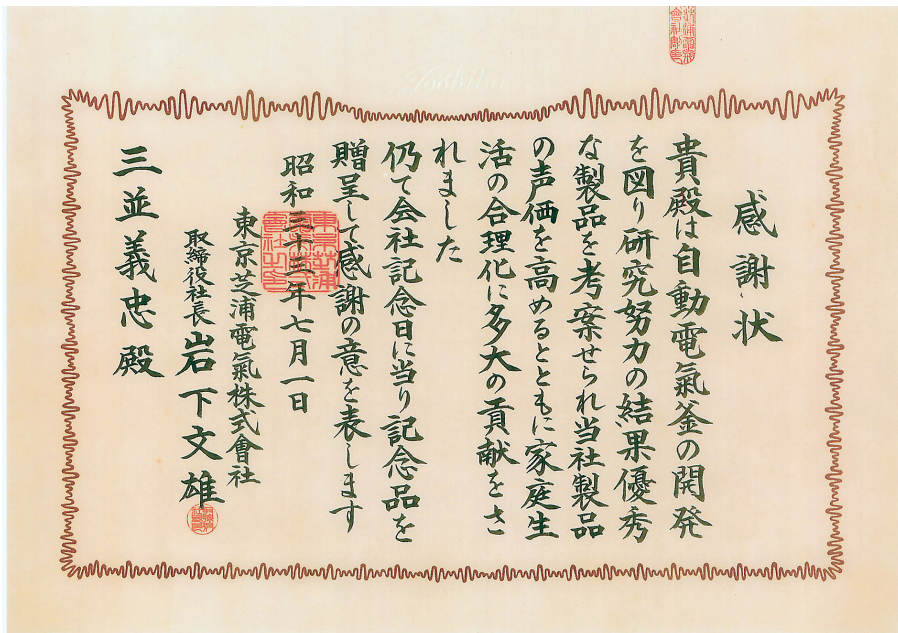 感謝状
貴殿は自動電氣釜の開発
を図り研究努力の結果優秀
な製品を考案せられ当社製品
の声価を高めるとともに家庭生
活の合理化に多大の貢献をさ
れました
仍て会社記念日に当り記念品を
贈呈して感謝の意を表します
昭和三十三年七月一日
東京芝浦電氣株式會社
取締役社長 岩下文雄
三並義忠殿
Toshiba